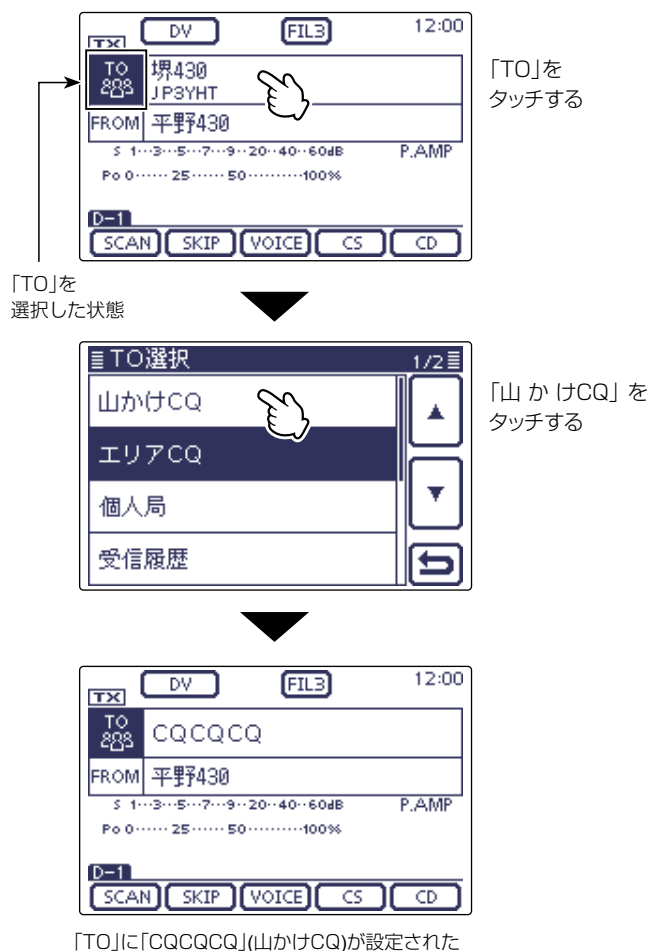 DV FIL3 12:00
TX
TO 堺430
JP3YHT
FROM 平野430
S 1···3···5···7···9··20··40··60dB P.AMP
Po 0······ 25······ 50··········100%
D-1
SCAN SKIP VOICE CS CD
「TO」を
タッチする
「TO」を
選択した状態
TO選択 1/2
山かけCQ
エリアCQ
個人局
受信履歴
「山 か けCQ」を
タッチする
DV FIL3 12:00
TX
TO CQCQCQ
FROM 平野430
S 1···3···5···7···9··20··40··60dB P.AMP
Po 0······ 25······ 50··········100%
D-1
SCAN SKIP VOICE CS CD
「TO」に「CQCQCQ」(山かけCQ)が設定された